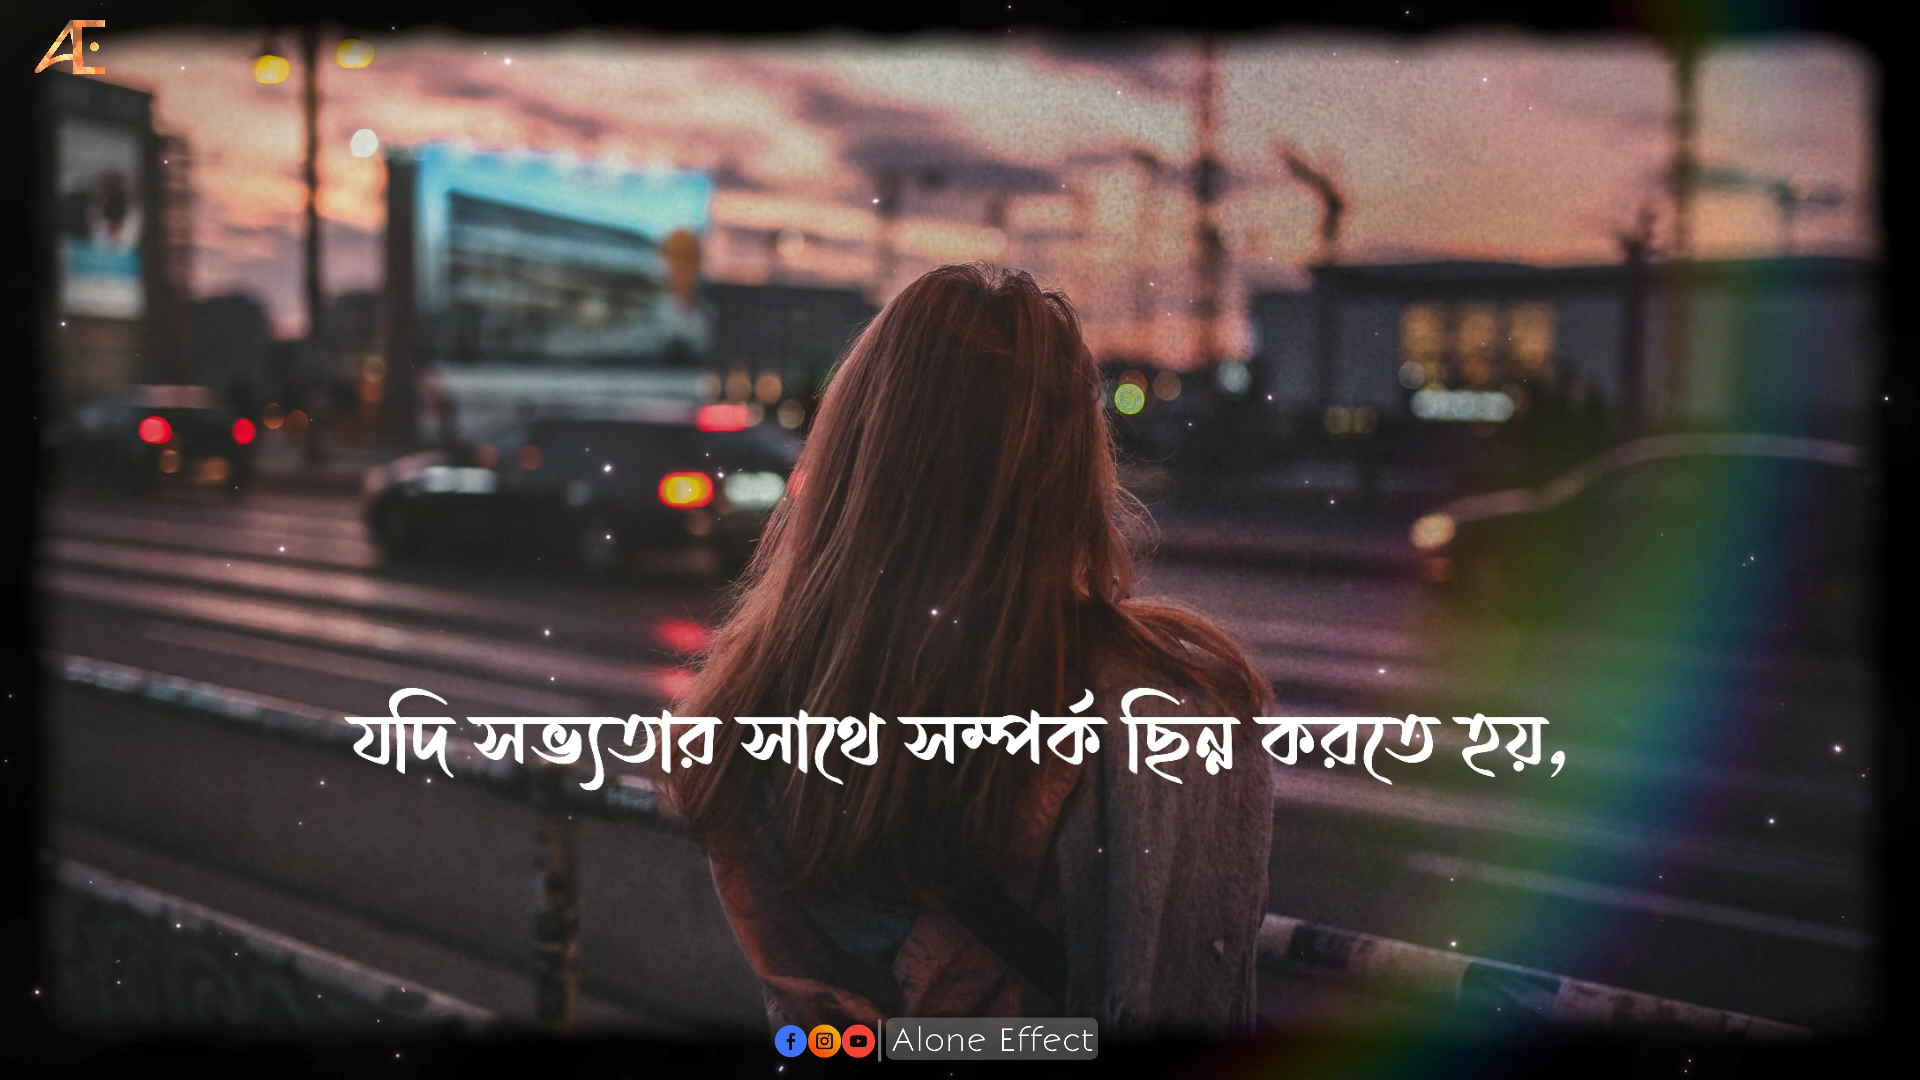 Æ
যদি সভ্যতার সাথে সম্পর্ক ছিন্ন করতে হয়,
Alone Effect